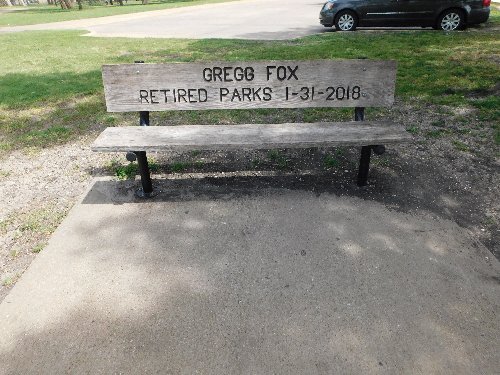 GREGG FOX
RETIRED PARKS 1-31-2018